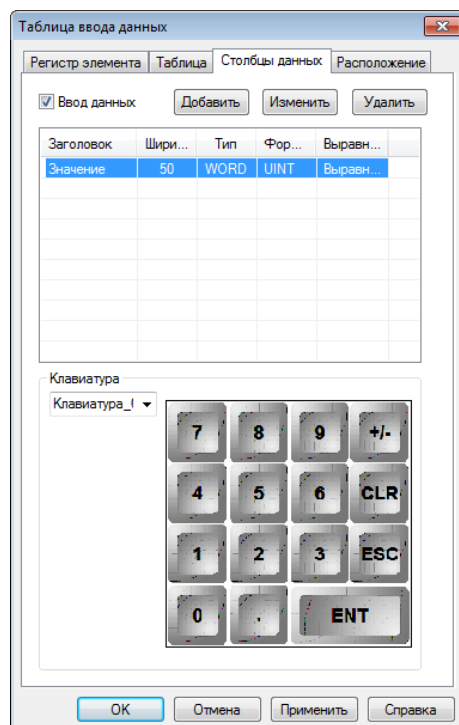 Таблица ввода данных
Регистр элемента Таблица Столбцы данных Расположение
Ввод данных Добавить Изменить Удалить
Заголовок Шири... Тип Фор... Выравн...
Значение 50 WORD UINT Выравн...
Клавиатура
Клавиатура_
7 8 9 +/-
4 5 6 CLR
1 2 3 ESC
0 . ENT
OK Отмена Применить Справка